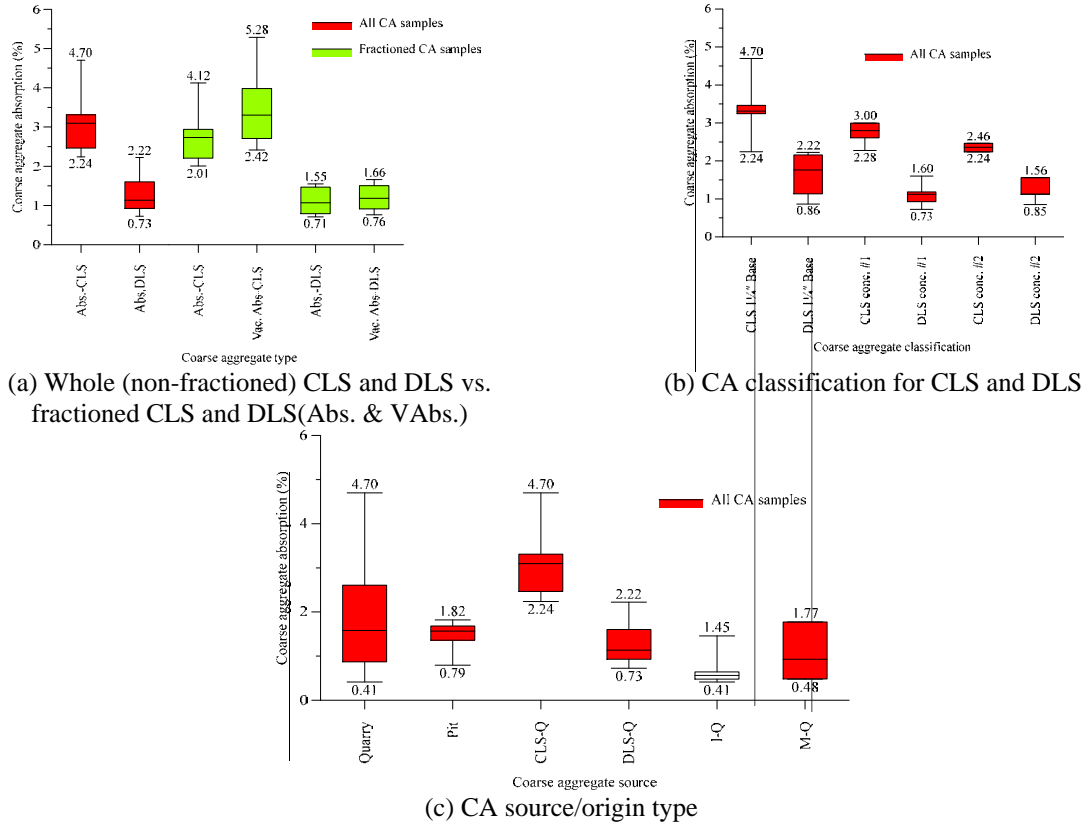 6
5
4
3
2
1
0
Coarse aggregate absorption (%)
All CA samples
Fractioned CA samples
4.70
2.24
2.22
0.73
4.12
2.01
5.28
2.42
1.55
0.71
1.66
0.76
Abs.-CLS
Abs.DLS
Abs.-CLS
Vac. Abs-CLS
Abs.-DLS
Vac. Abs-DLS
Coarse aggregate type
(a) Whole (non-fractioned) CLS and DLS vs.
fractioned CLS and DLS(Abs. & VAbs.)
6
5
4
3
2
1
0
Coarse aggregate absorption (%)
All CA samples
4.70
2.24
2.22
0.86
3.00
2.28
1.60
0.73
2.46
2.24
1.56
0.85
CLS 1¼" Base
DLS 1¼" Base
CLS conc. #1
DLS conc. #1
CLS conc. #2
DLS conc. #2
Coarse aggregate classification
(b) CA classification for CLS and DLS
6
4
2
0
Coarse aggregate absorption (%)
All CA samples
4.70
0.41
1.82
0.79
4.70
2.24
2.22
0.73
1.45
0.41
1.77
0.48
Quarry
Pit
CLS-Q
DLS-Q
I-Q
M-Q
Coarse aggregate source
(c) CA source/origin type